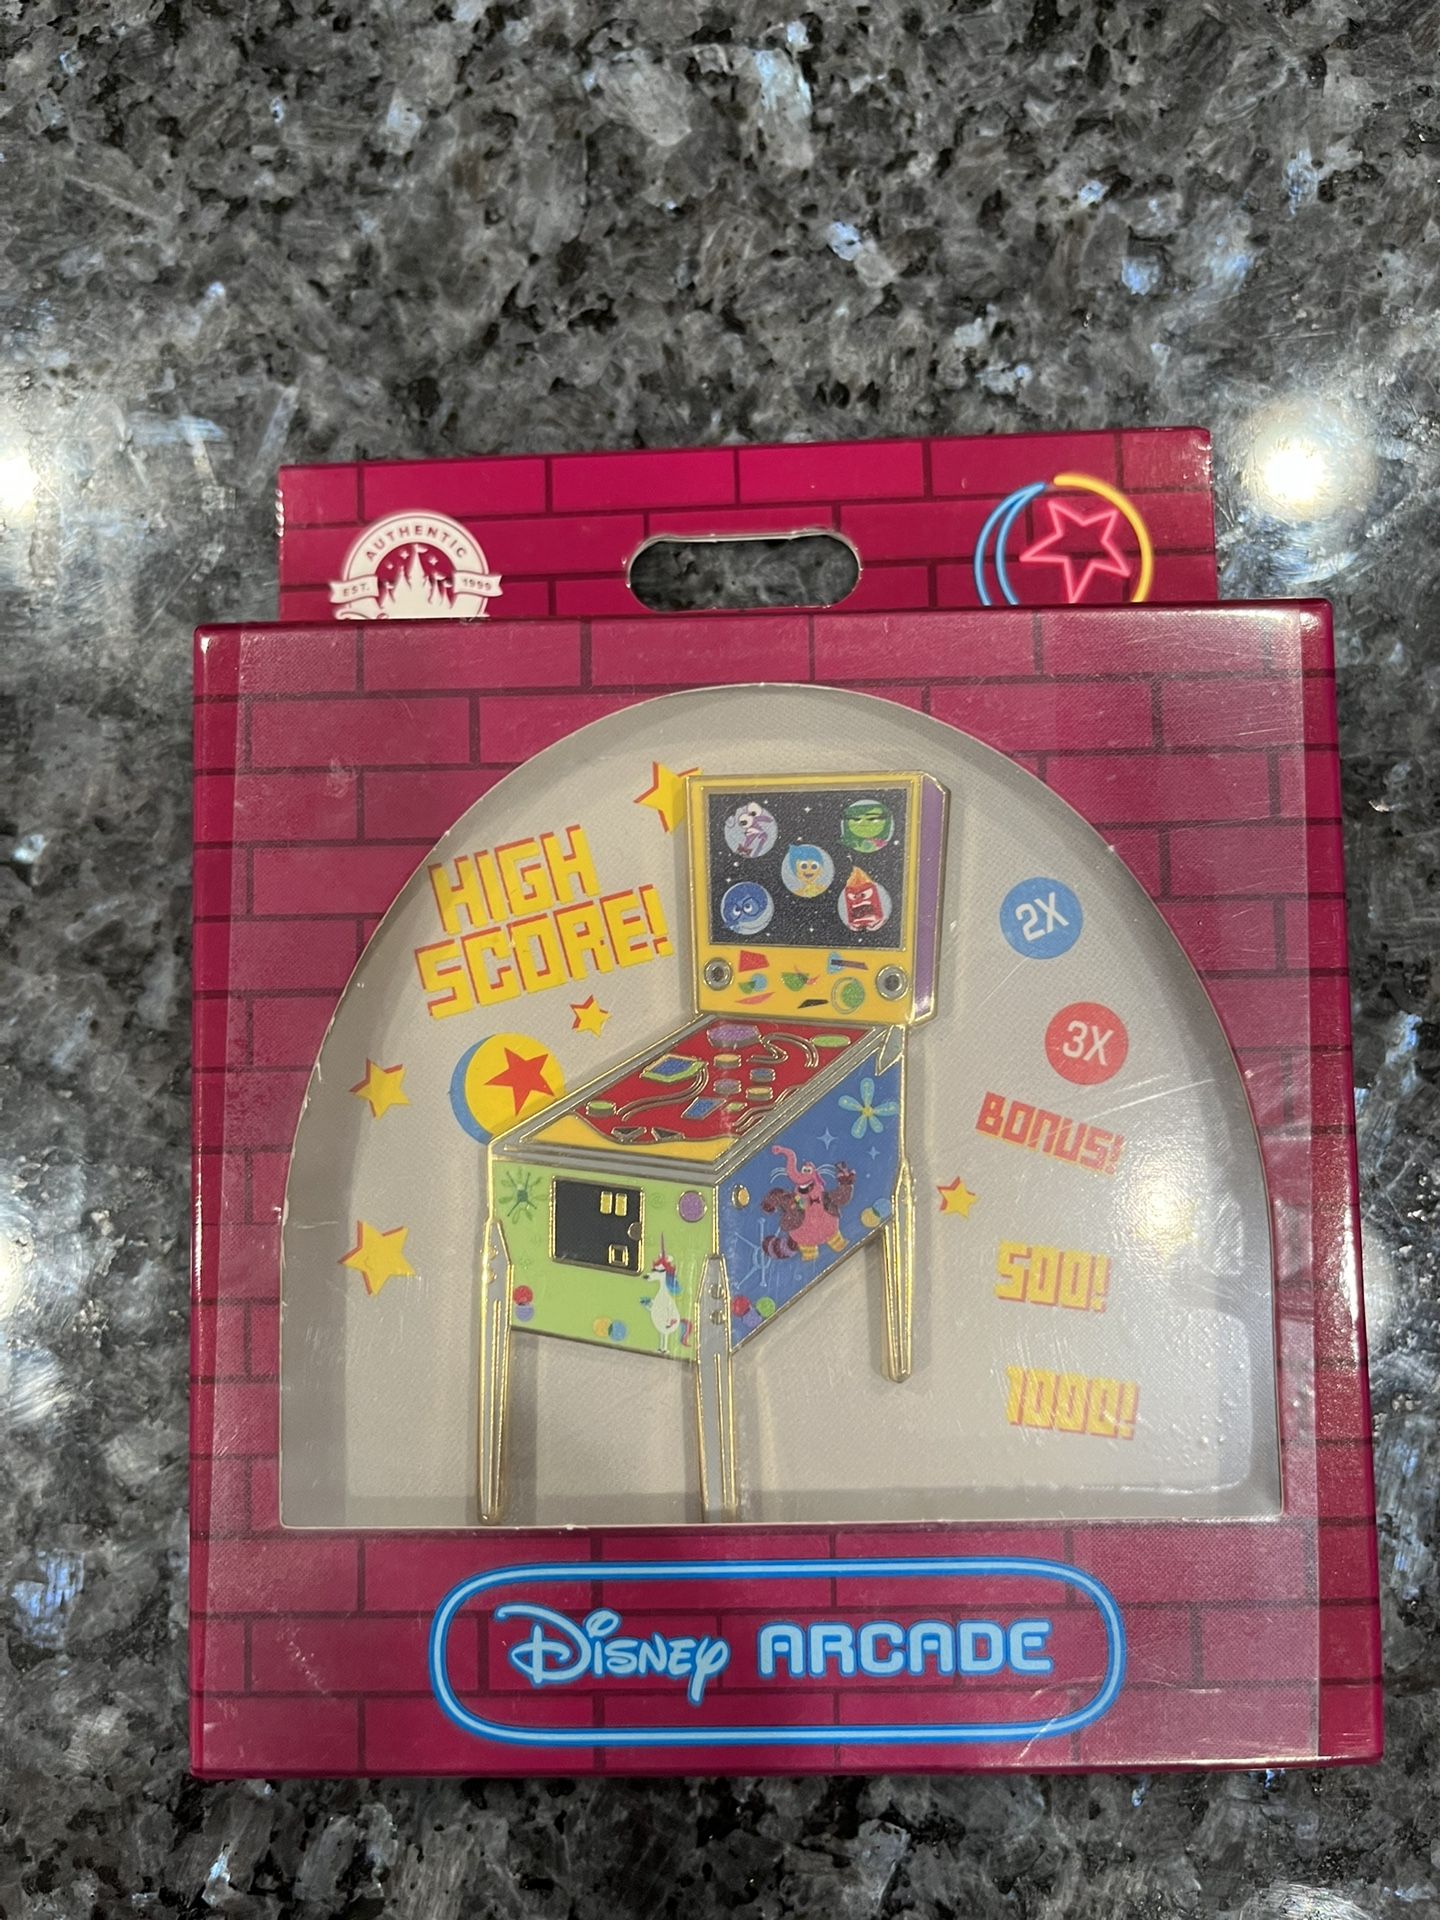 AUTHENTIC
EST. 1999
HIGH
SCORE!
2X
3X
BONUS!
500!
1000!
Disney ARCADE